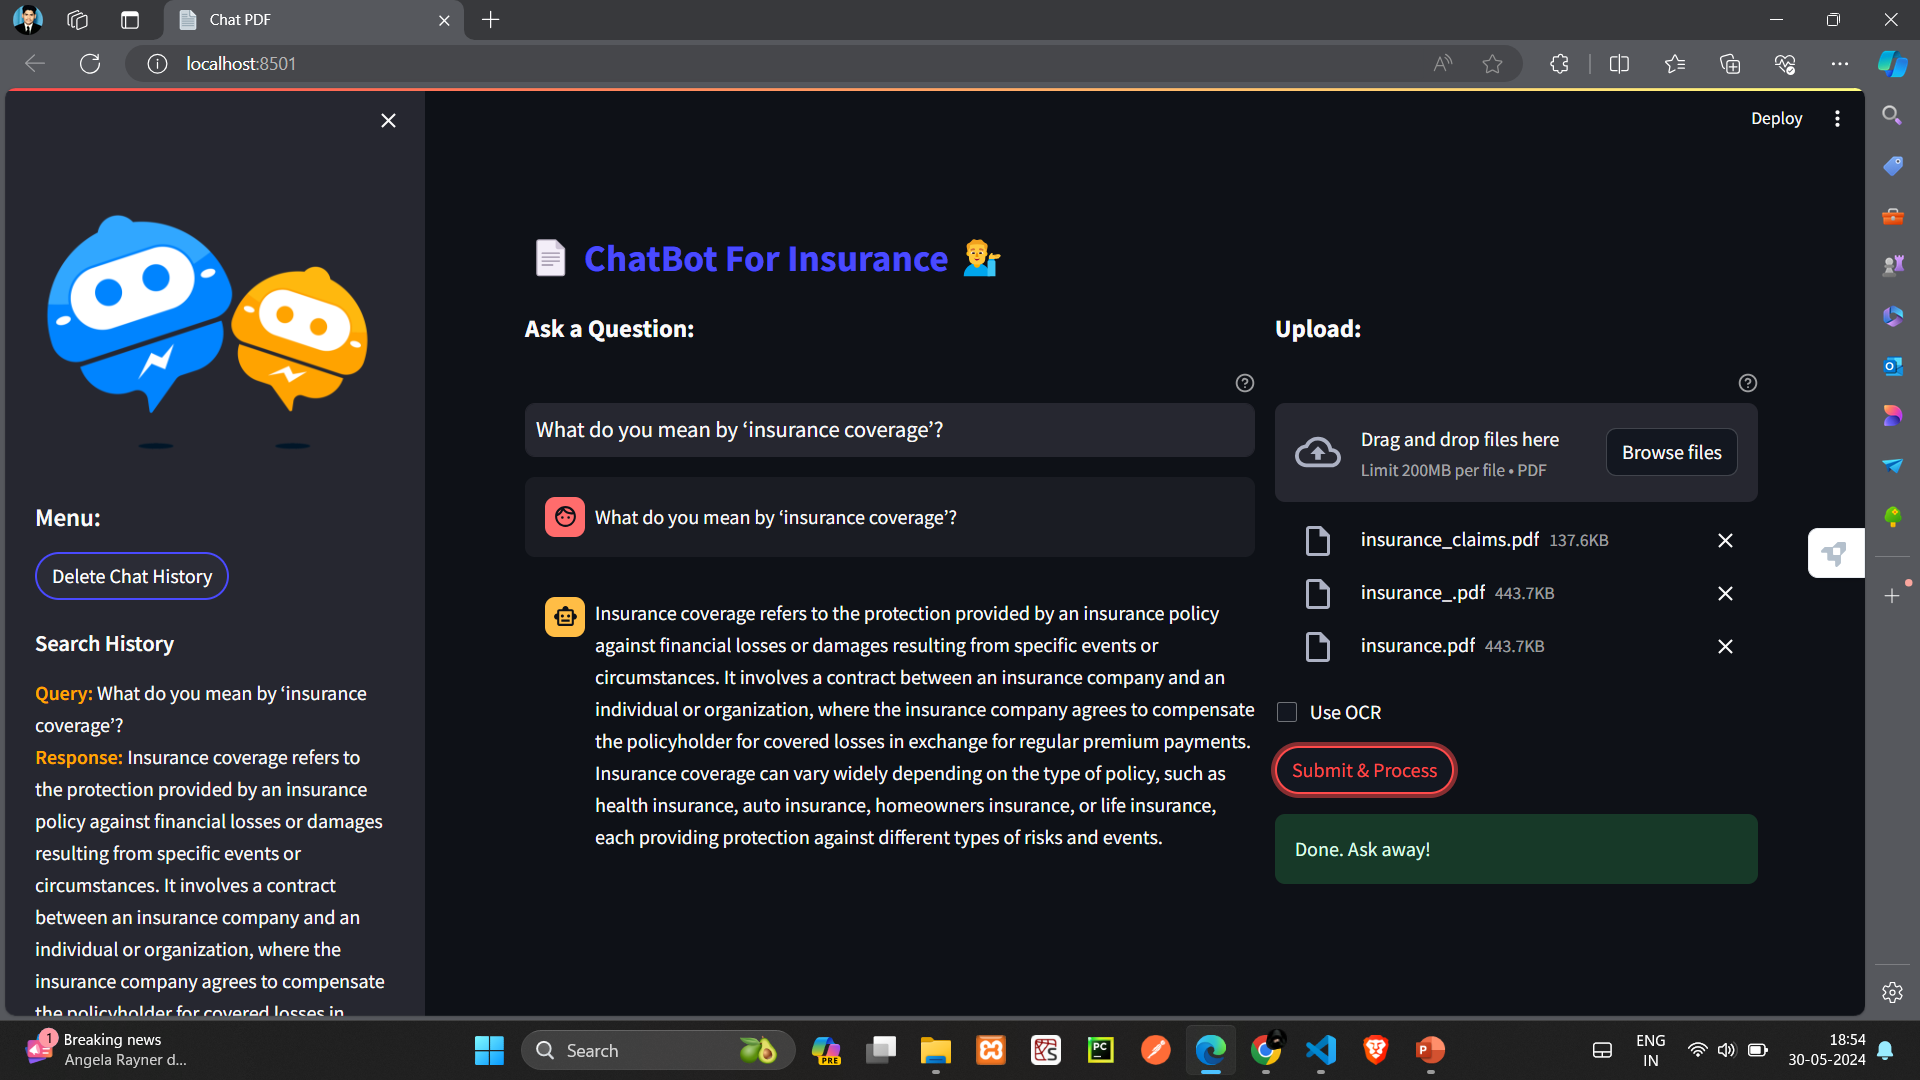 Chat PDF
localhost:8501
Deploy
ChatBot For Insurance
Ask a Question:
What do you mean by ‘insurance coverage’?
What do you mean by ‘insurance coverage’?
Insurance coverage refers to the protection provided by an insurance policy
against financial losses or damages resulting from specific events or
circumstances. It involves a contract between an insurance company and an
individual or organization, where the insurance company agrees to compensate
the policyholder for covered losses in exchange for regular premium payments.
Insurance coverage can vary widely depending on the type of policy, such as
health insurance, auto insurance, homeowners insurance, or life insurance,
each providing protection against different types of risks and events.
Upload:
Drag and drop files here
Limit 200MB per file • PDF
Browse files
insurance_claims.pdf 137.6KB
insurance_.pdf 443.7KB
insurance.pdf 443.7KB
Use OCR
Submit & Process
Done. Ask away!
Menu:
Delete Chat History
Search History
Query: What do you mean by ‘insurance
coverage’?
Response: Insurance coverage refers to
the protection provided by an insurance
policy against financial losses or damages
resulting from specific events or
circumstances. It involves a contract
between an insurance company and an
individual or organization, where the
insurance company agrees to compensate
the policyholder for covered losses in
1
Breaking news
Angela Rayner d...
Search
PRE
PC
P
ENG
IN
18:54
30-05-2024